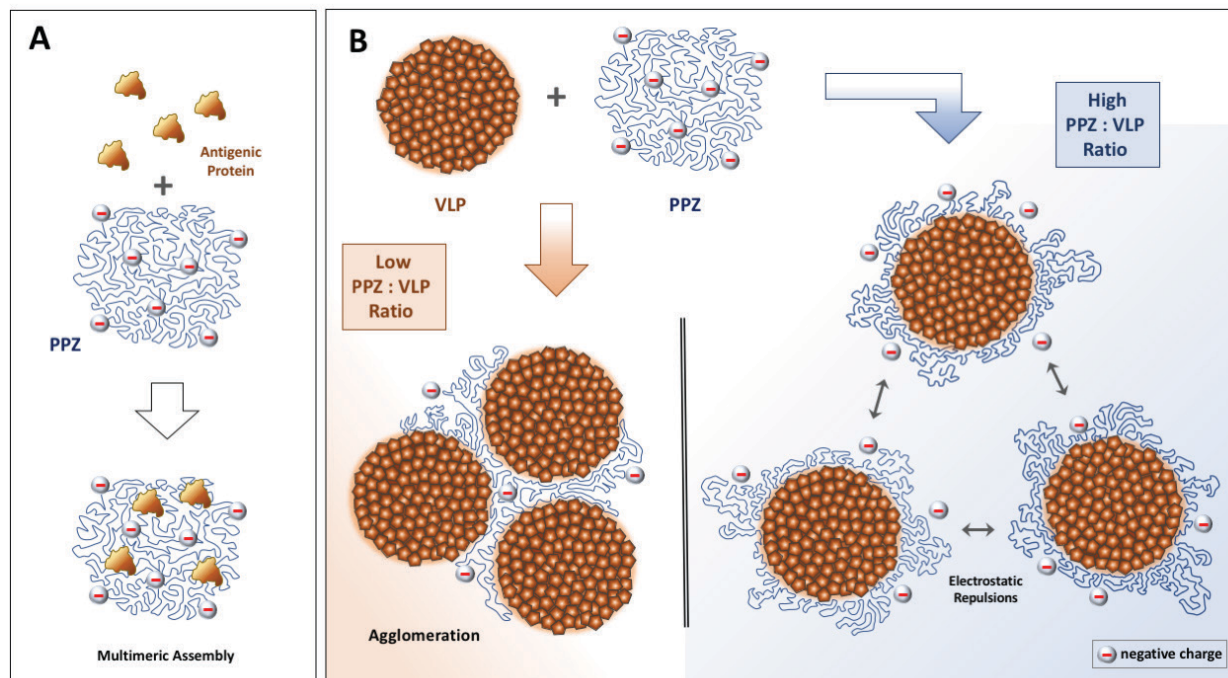 A
Antigenic
Protein
+
PPZ
Multimeric Assembly
B
VLP
+
PPZ
High
PPZ : VLP
Ratio
Low
PPZ : VLP
Ratio
Agglomeration
Electrostatic
Repulsions
negative charge